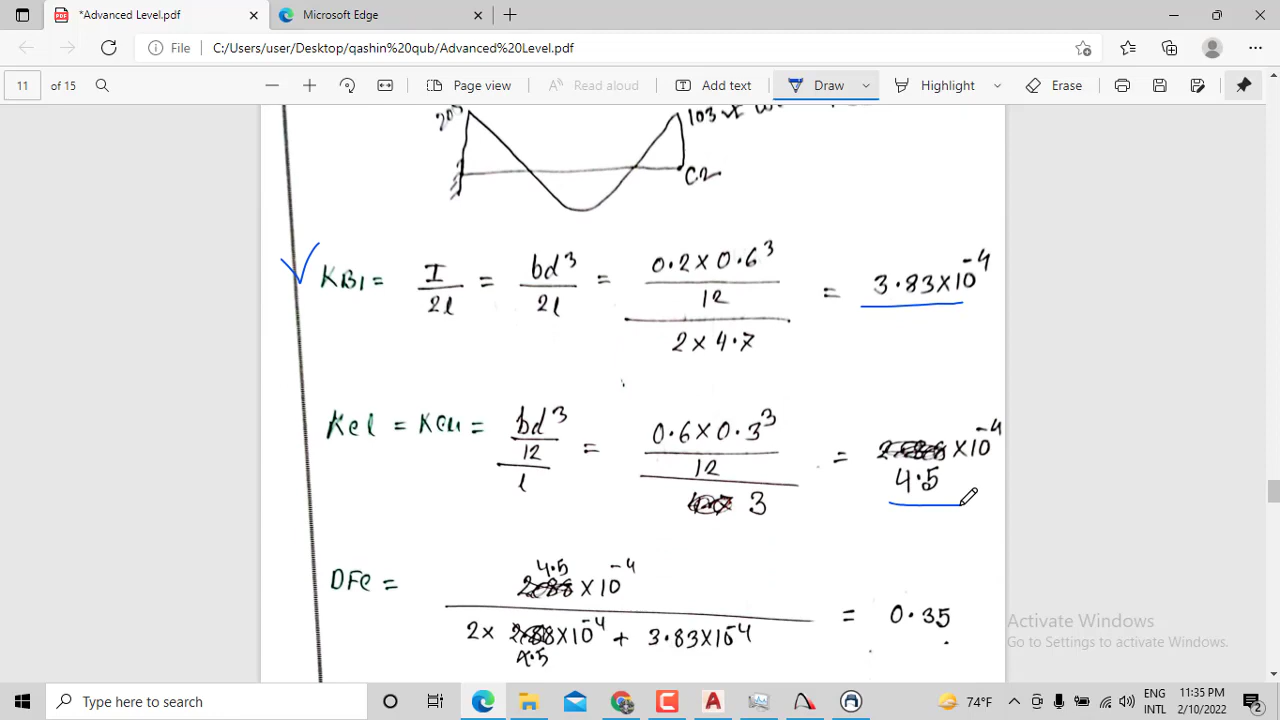 *Advanced Level.pdf
Microsoft Edge
File C:/Users/user/Desktop/qashin%20qub/Advanced%20Level.pdf
11 of 15
Page view
Read aloud
Add text
Draw
Highlight
Erase
103
C2
KB1 = I/2l = bd³/2l = (0.2 × 0.6³/12)/(2 × 4.7) = 3.83×10⁻⁴
Kcl = Kcu = (bd³/12)/l = (0.6 × 0.3³/12)/3 = 4.5 ×10⁻⁴
DFC = 4.5 ×10⁻⁴/(2 × 4.5 ×10⁻⁴ + 3.83×10⁻⁴) = 0.35
Activate Windows
Go to Settings to activate Windows.
Type here to search
74°F
ENG
INTL
1:35 PM
2/10/2022
2